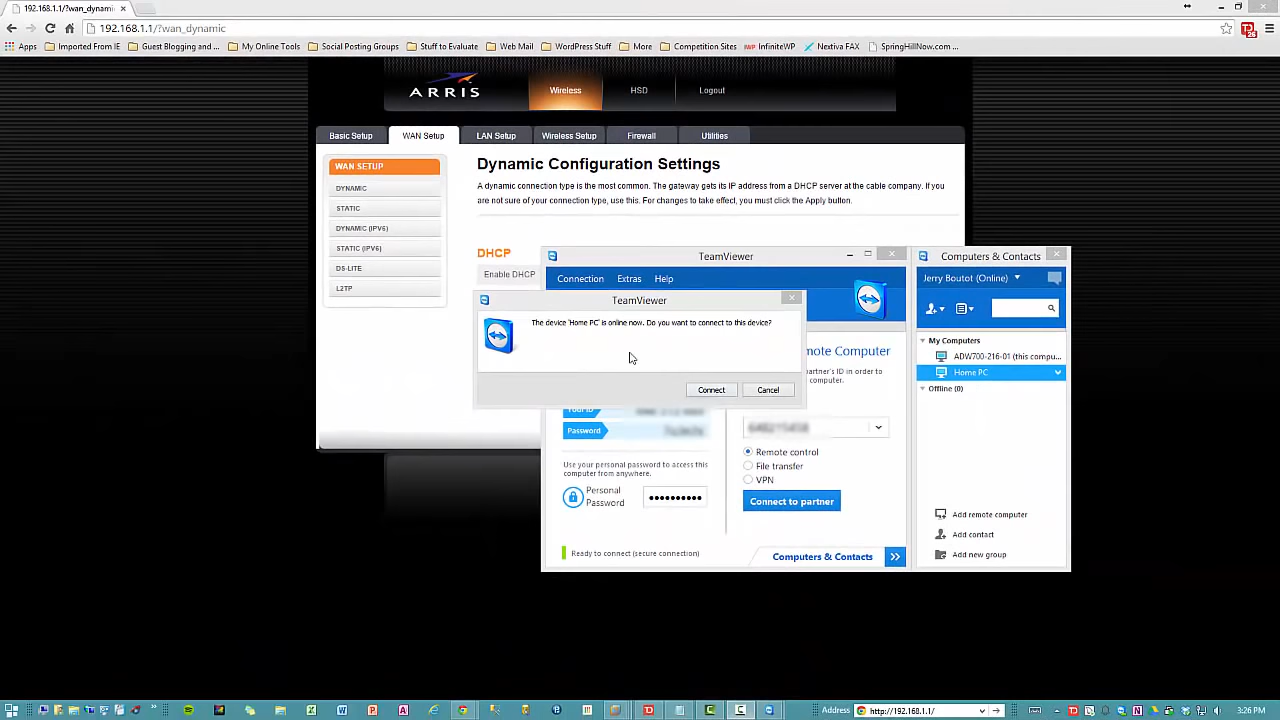 192.168.1.1/?wan_dynamic
192.168.1.1/?wan_dynamic
Apps Imported From IE Guest Blogging and ... My Online Tools Social Posting Groups Stuff to Evaluate Web Mail WordPress Stuff More Competition Sites InfiniteWP Nextiva FAX SpringHillNow.com ...
26
ARRIS
Wireless HSD Logout
Basic Setup WAN Setup LAN Setup Wireless Setup Firewall Utilities
WAN SETUP
DYNAMIC
STATIC
DYNAMIC (IPV6)
STATIC (IPV6)
DS-LITE
L2TP
Dynamic Configuration Settings
A dynamic connection type is the most common. The gateway gets its IP address from a DHCP server at the cable company. If you
are not sure of your connection type, use this. For changes to take effect, you must click the Apply button.
DHCP
Enable DHCP
TeamViewer
Connection Extras Help
TeamViewer
The device 'Home PC' is online now. Do you want to connect to this device?
Connect Cancel
mote Computer
partner's ID in order to
computer.
Your ID
Password
Use your personal password to access this
computer from anywhere.
Personal
Password
Remote control
File transfer
VPN
Connect to partner
Ready to connect (secure connection)
Computers & Contacts
Computers & Contacts
Jerry Boutot (Online)
My Computers
ADW700-216-01 (this compu...
Home PC
Offline (0)
Add remote computer
Add contact
Add new group
Address http://192.168.1.1/
3:26 PM